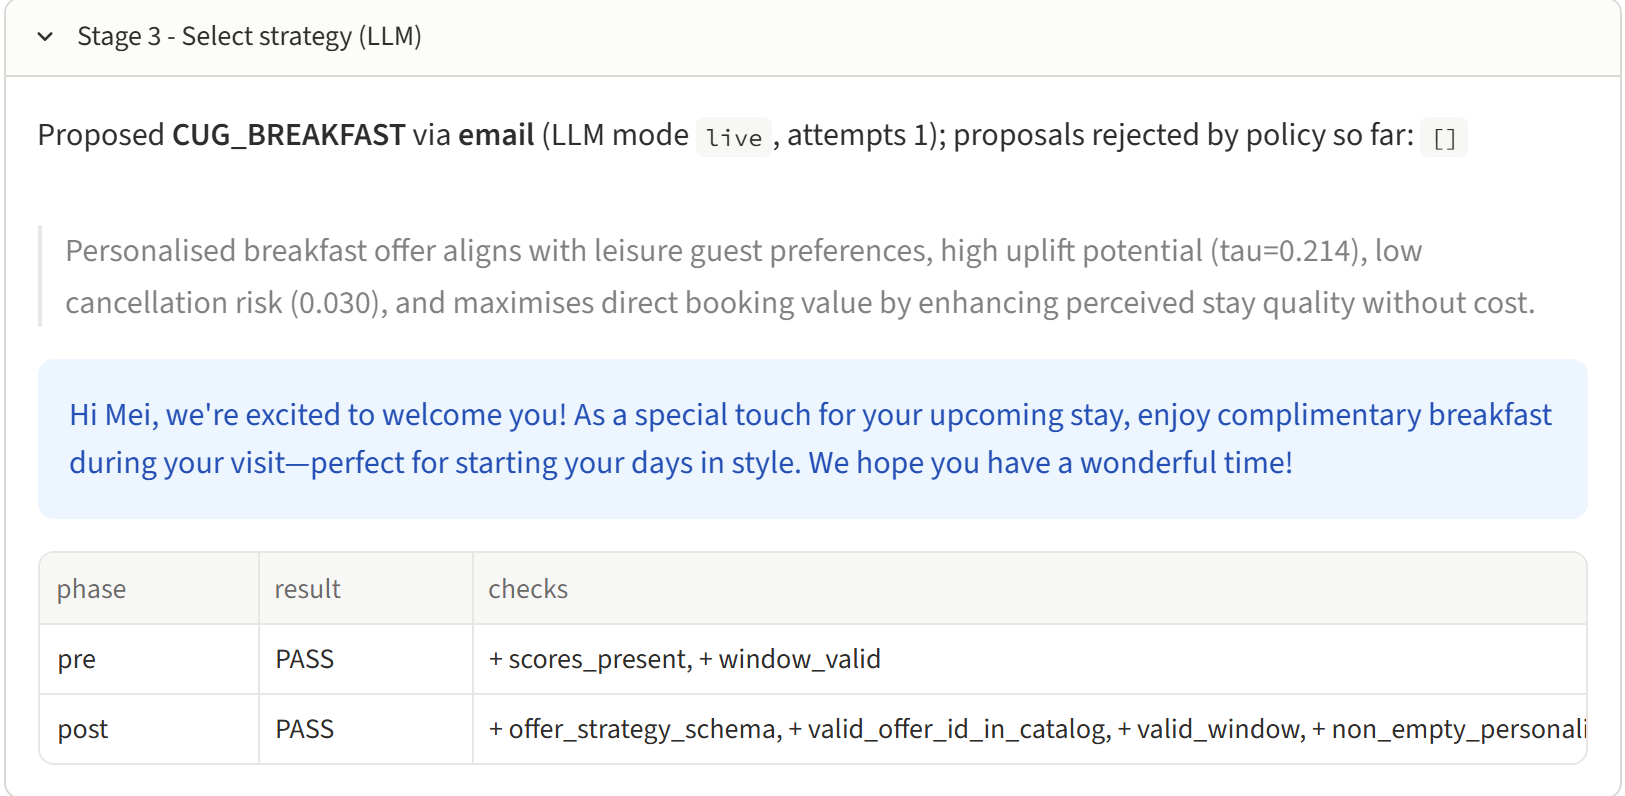 Stage 3 - Select strategy (LLM)
Proposed CUG_BREAKFAST via email (LLM mode live, attempts 1); proposals rejected by policy so far: []
Personalised breakfast offer aligns with leisure guest preferences, high uplift potential (tau=0.214), low
cancellation risk (0.030), and maximises direct booking value by enhancing perceived stay quality without cost.
Hi Mei, we're excited to welcome you! As a special touch for your upcoming stay, enjoy complimentary breakfast
during your visit—perfect for starting your days in style. We hope you have a wonderful time!
phase result checks
pre PASS + scores_present, + window_valid
post PASS + offer_strategy_schema, + valid_offer_id_in_catalog, + valid_window, + non_empty_personali